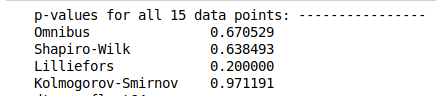 p-values for all 15 data points: ----------------
Omnibus 0.670529
Shapiro-Wilk 0.638493
Lilliefors 0.200000
Kolmogorov-Smirnov 0.971191